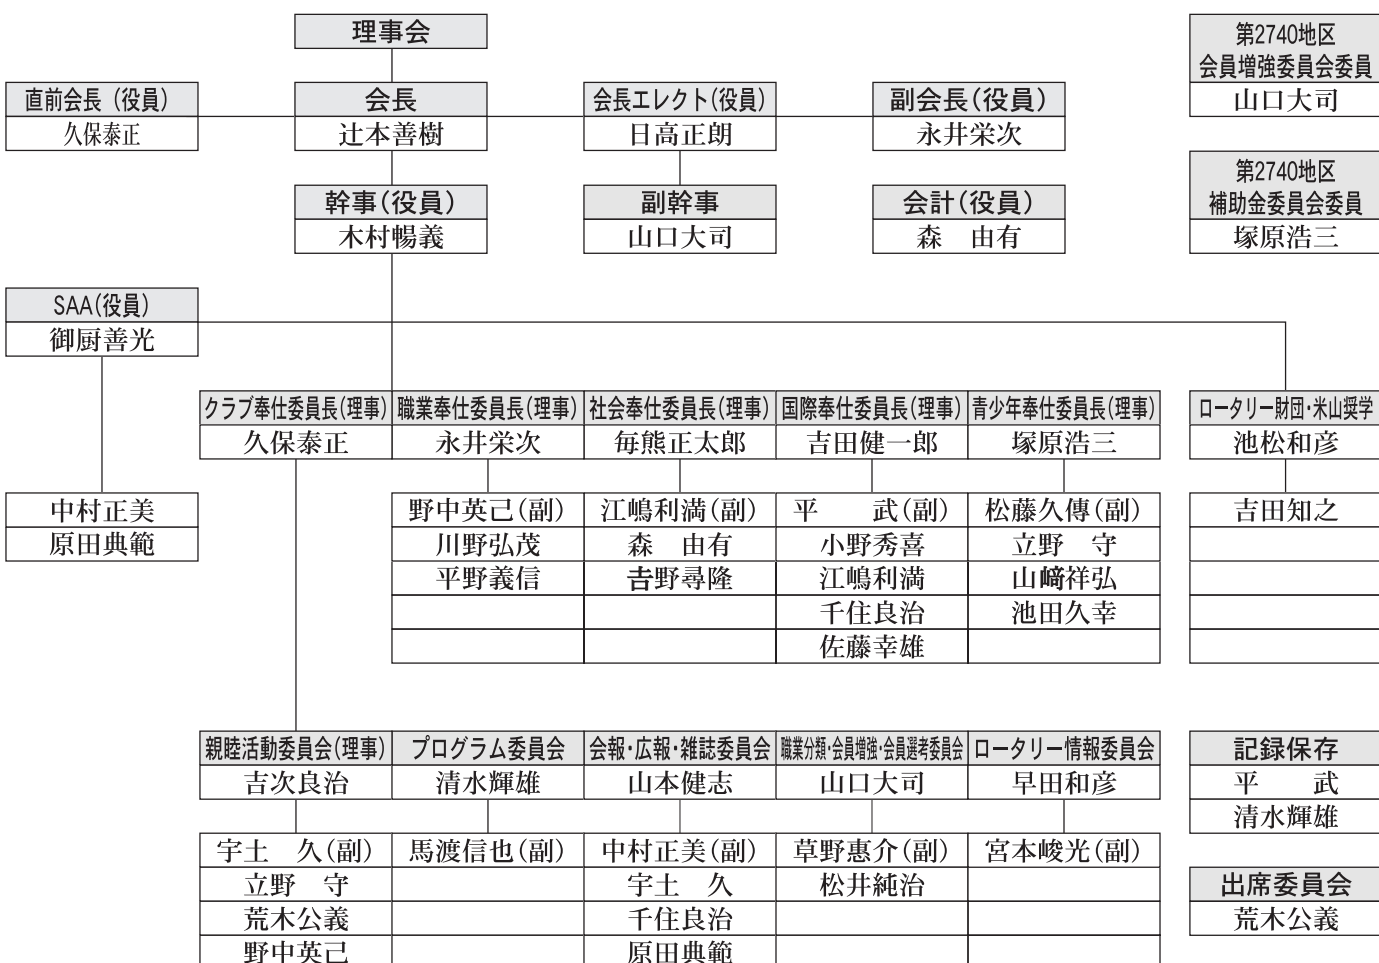 理事会
第2740地区
会員増強委員会委員
山口大司
直前会長（役員）
久保泰正
会長
辻本善樹
会長エレクト(役員)
日高正朗
副会長(役員)
永井栄次
第2740地区
補助金委員会委員
塚原浩三
幹事(役員)
木村暢義
副幹事
山口大司
会計(役員)
森　由有
SAA(役員)
御厨善光
中村正美
原田典範
クラブ奉仕委員長(理事)
久保泰正
職業奉仕委員長(理事)
永井栄次
野中英己(副)
川野弘茂
平野義信
社会奉仕委員長(理事)
毎熊正太郎
江嶋利満(副)
森　由有
𠮷野尋隆
国際奉仕委員長(理事)
吉田健一郎
平　　武(副)
小野秀喜
江嶋利満
千住良治
佐藤幸雄
青少年奉仕委員長(理事)
塚原浩三
松藤久傳(副)
立野　守
山﨑祥弘
池田久幸
ロータリー財団・米山奨学
池松和彦
吉田知之
親睦活動委員会(理事)
吉次良治
宇土　久(副)
立野　守
荒木公義
野中英己
プログラム委員会
清水輝雄
馬渡信也(副)
会報・広報・雑誌委員会
山本健志
中村正美(副)
宇土　久
千住良治
原田典範
職業分類・会員増強・会員選考委員会
山口大司
草野惠介(副)
松井純治
ロータリー情報委員会
早田和彦
宮本峻光(副)
記録保存
平　　武
清水輝雄
出席委員会
荒木公義